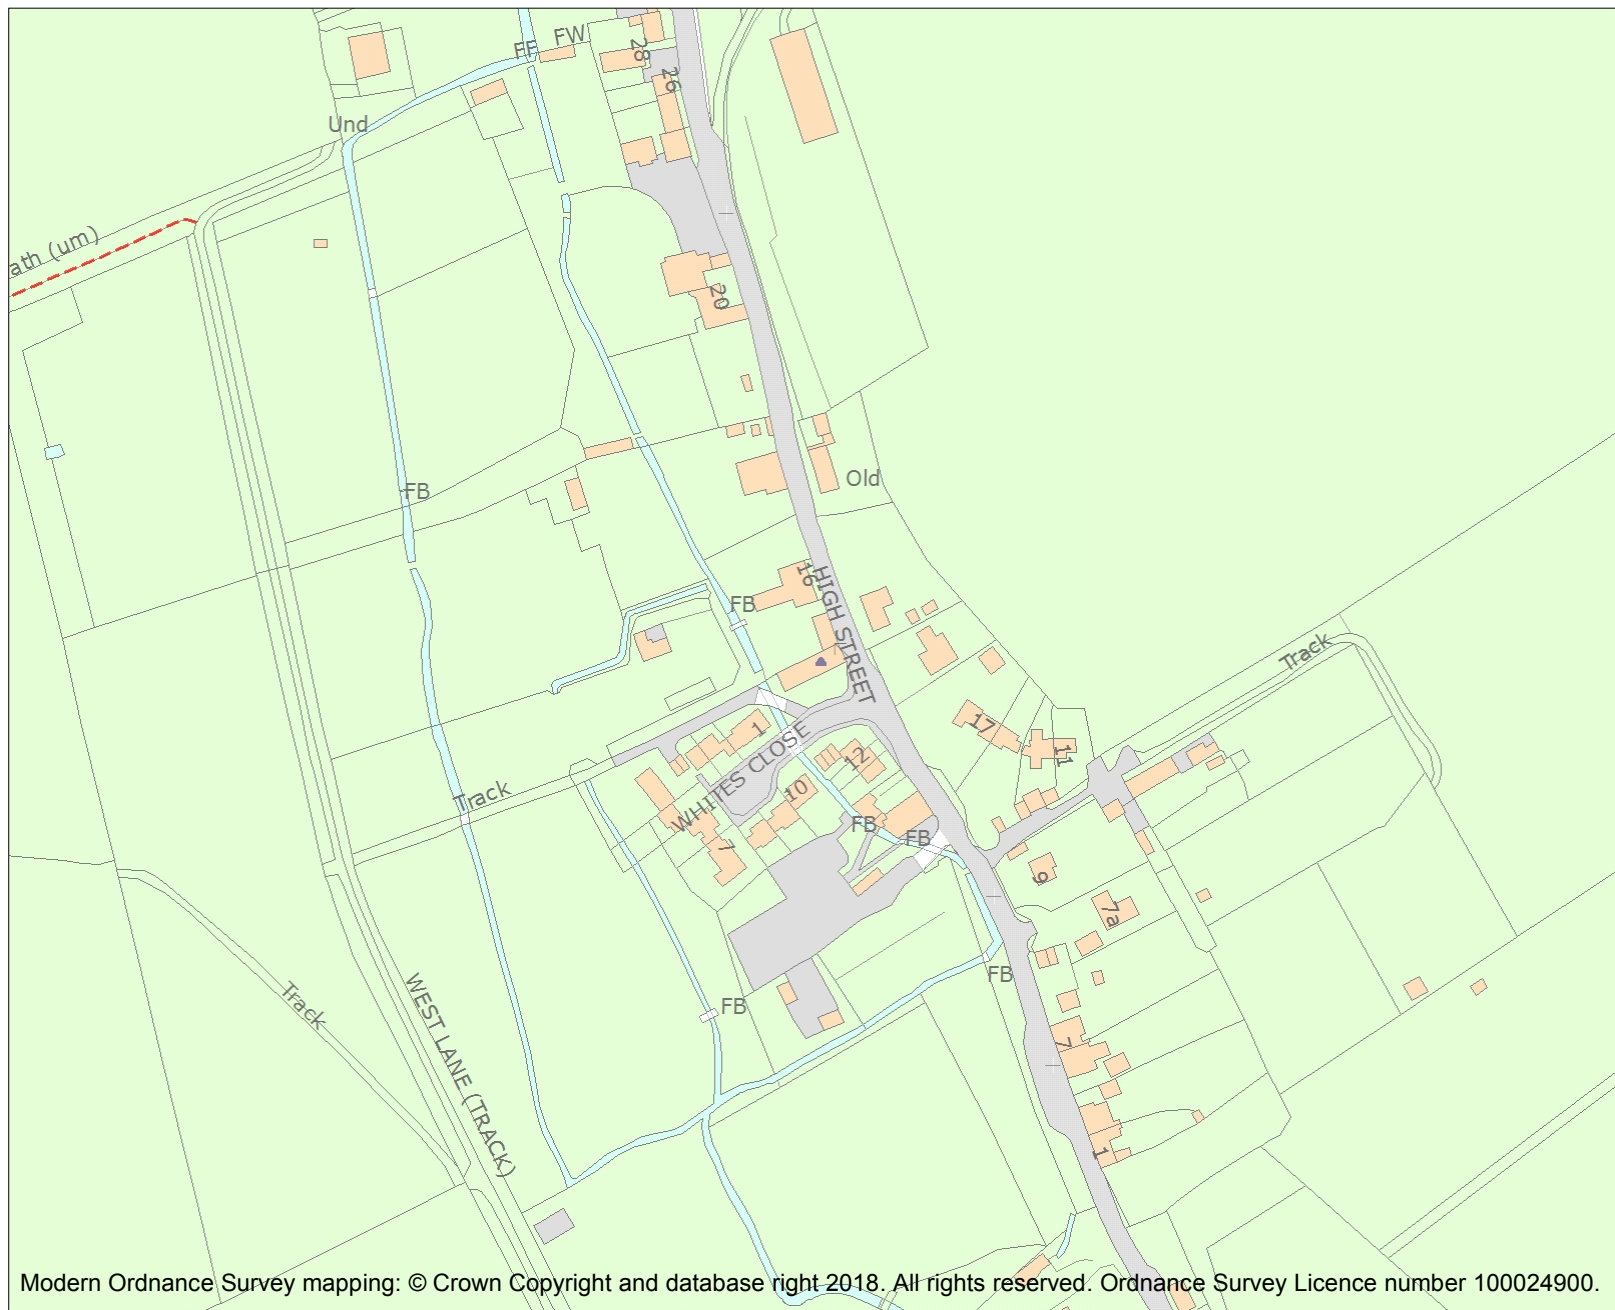 FF
FW
28
26
Und
ath (um)
20
Old
FB
16
FB
HIGH STREET
Track
17
11
1
12
WHITES CLOSE
10
Track
FB
FB
7
9
7a
FB
Track
WEST LANE (TRACK)
FB
7
1
Modern Ordnance Survey mapping: © Crown Copyright and database right 2018. All rights reserved. Ordnance Survey Licence number 100024900.